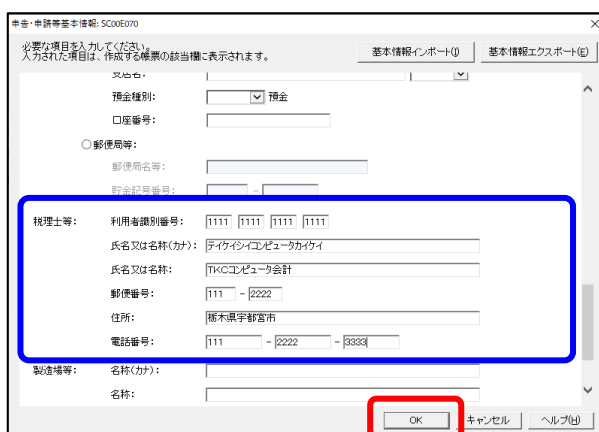 申告・申請等基本情報: SC00E070
×
必要な項目を入力してください。
入力された項目は、作成する帳票の該当欄に表示されます。
基本情報インポート(I) 基本情報エクスポート(E)
支店名:
預金種別: 預金
口座番号:
郵便局等:
郵便局名等:
貯金記号番号: -
税理士等: 利用者識別番号: 1111 1111 1111 1111
氏名又は名称(カナ): テイケイシイコンピュータカイケイ
氏名又は名称: TKCコンピュータ会計
郵便番号: 111 - 2222
住所: 栃木県宇都宮市
電話番号: 111 - 2222 - 3333
製造場等: 名称(カナ):
名称:
OK キャンセル ヘルプ(H)